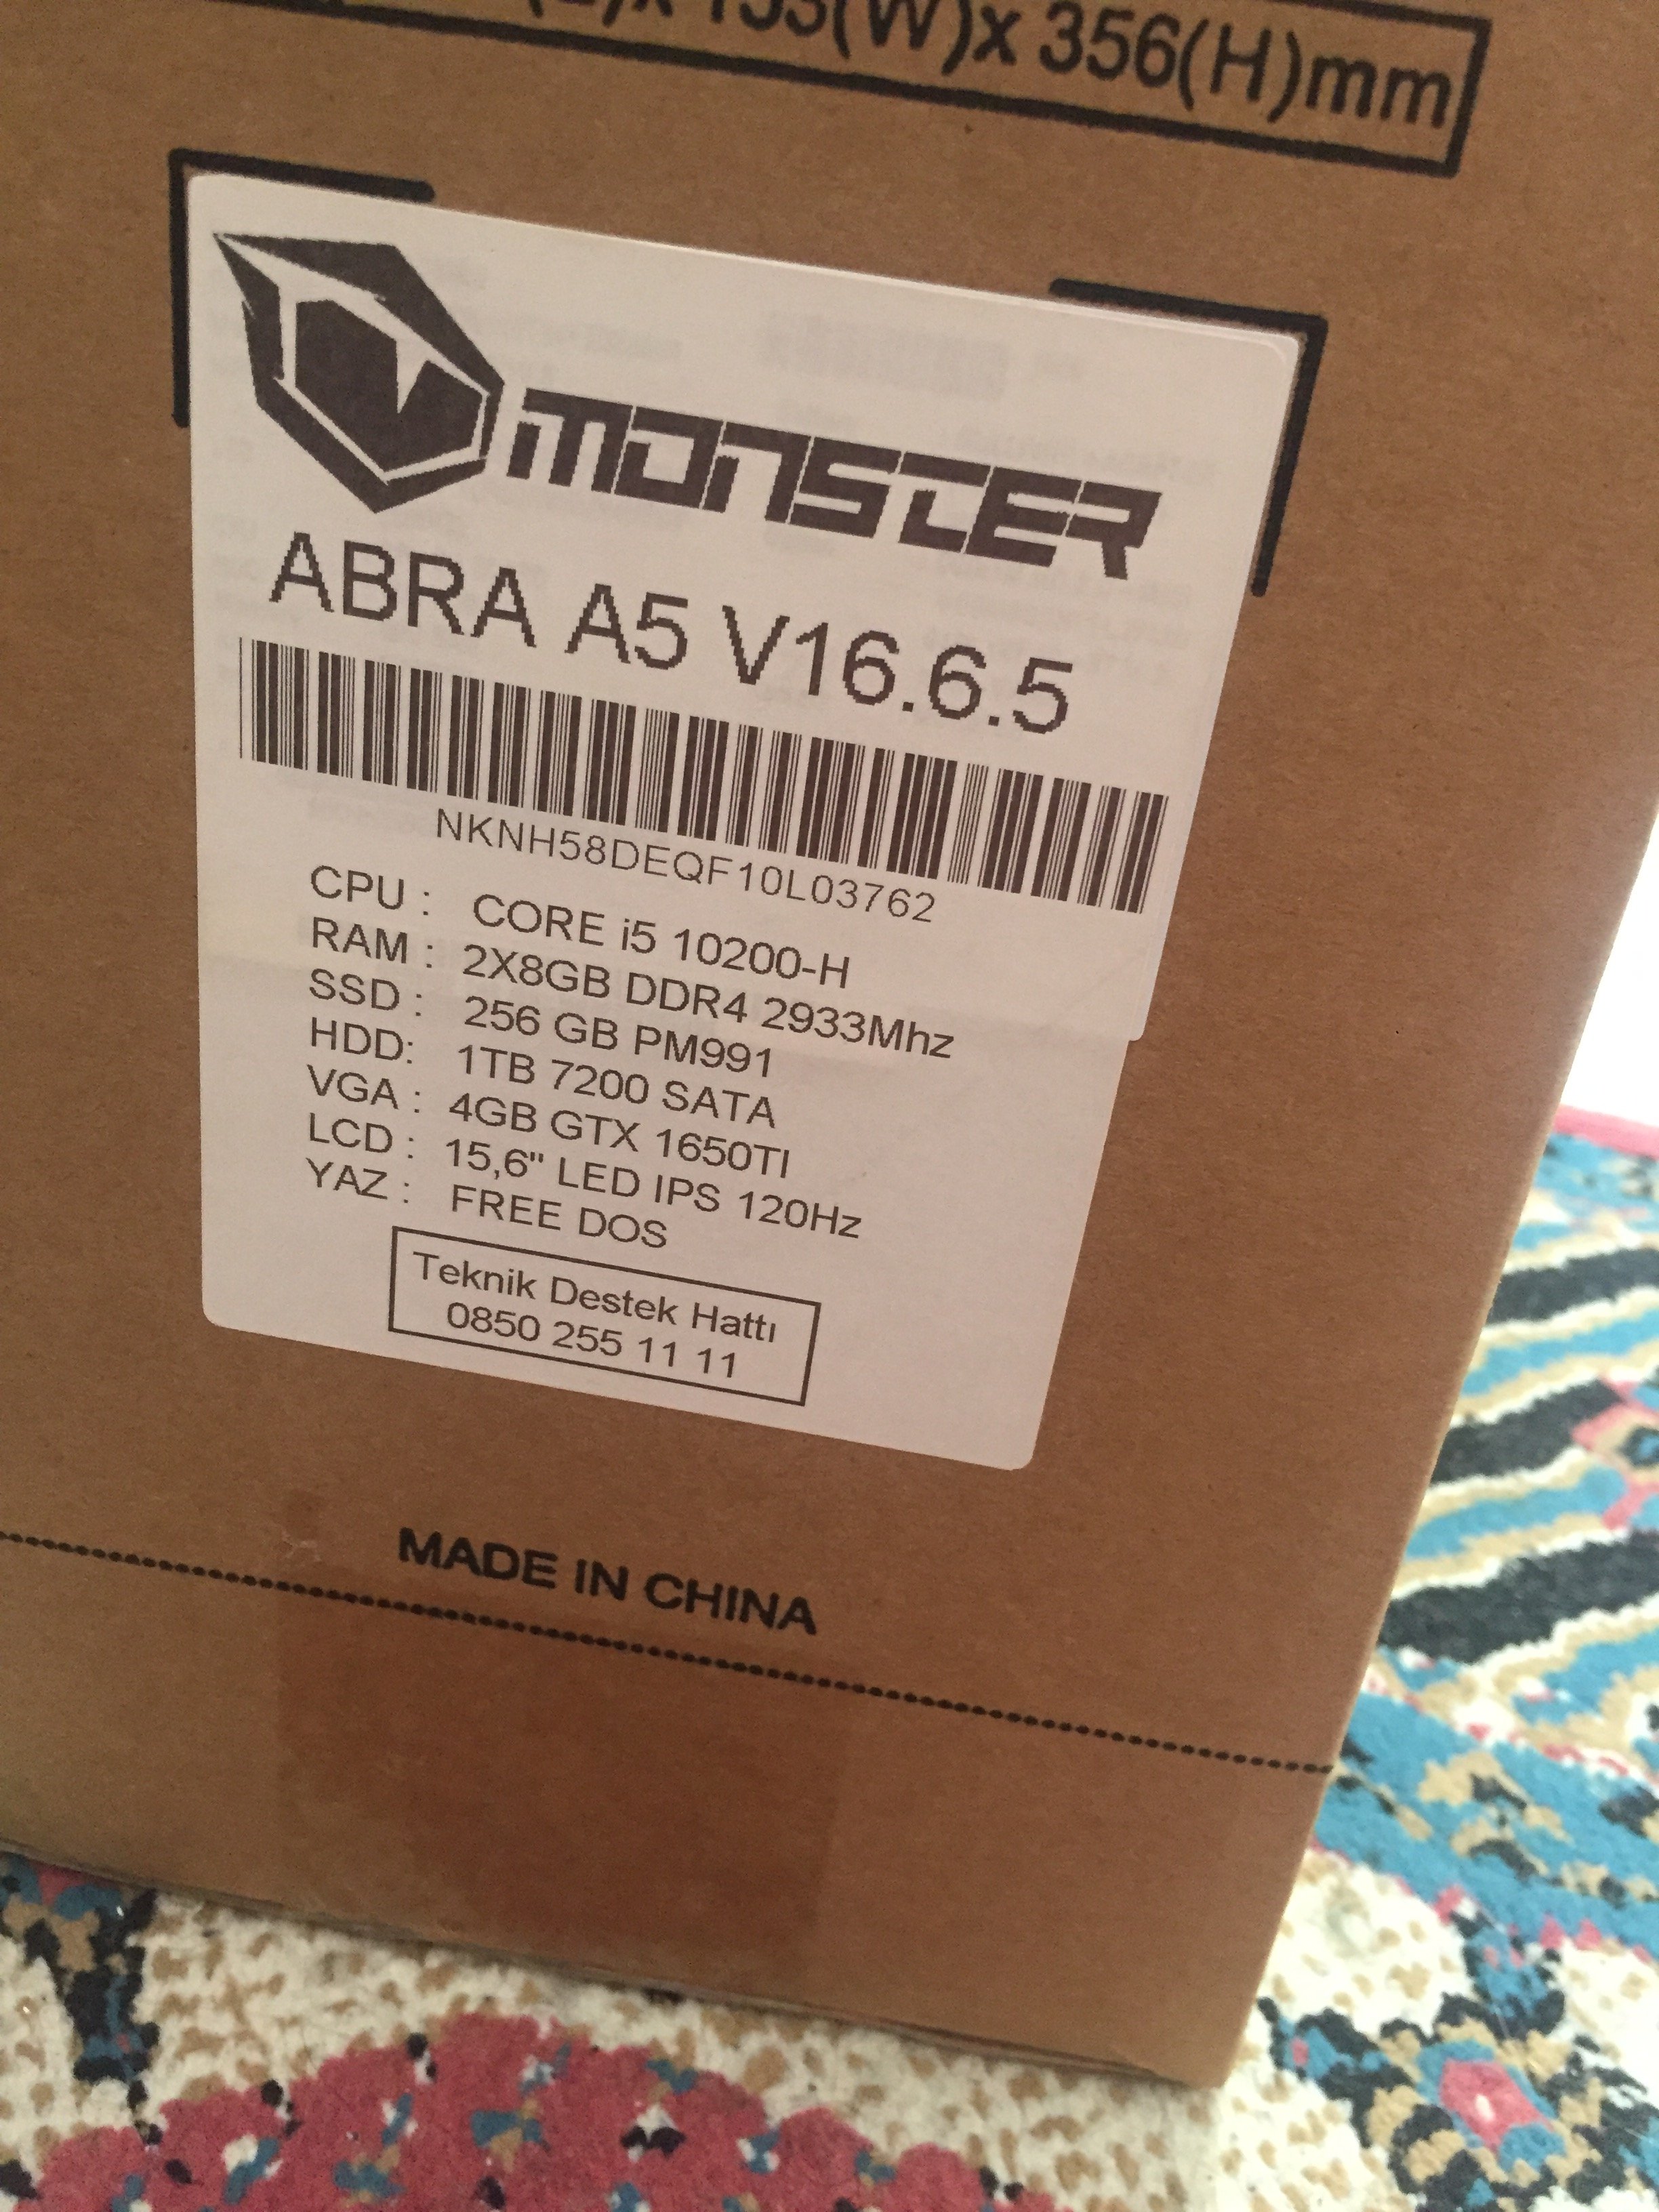 x 153(W)x 356(H)mm
MONSTER
ABRA A5 V16.6.5
NKNH58DEQF10L03762
CPU : CORE i5 10200-H
RAM : 2X8GB DDR4 2933Mhz
SSD : 256 GB PM991
HDD: 1TB 7200 SATA
VGA : 4GB GTX 1650TI
LCD : 15,6" LED IPS 120Hz
YAZ : FREE DOS
Teknik Destek Hattı
0850 255 11 11
MADE IN CHINA